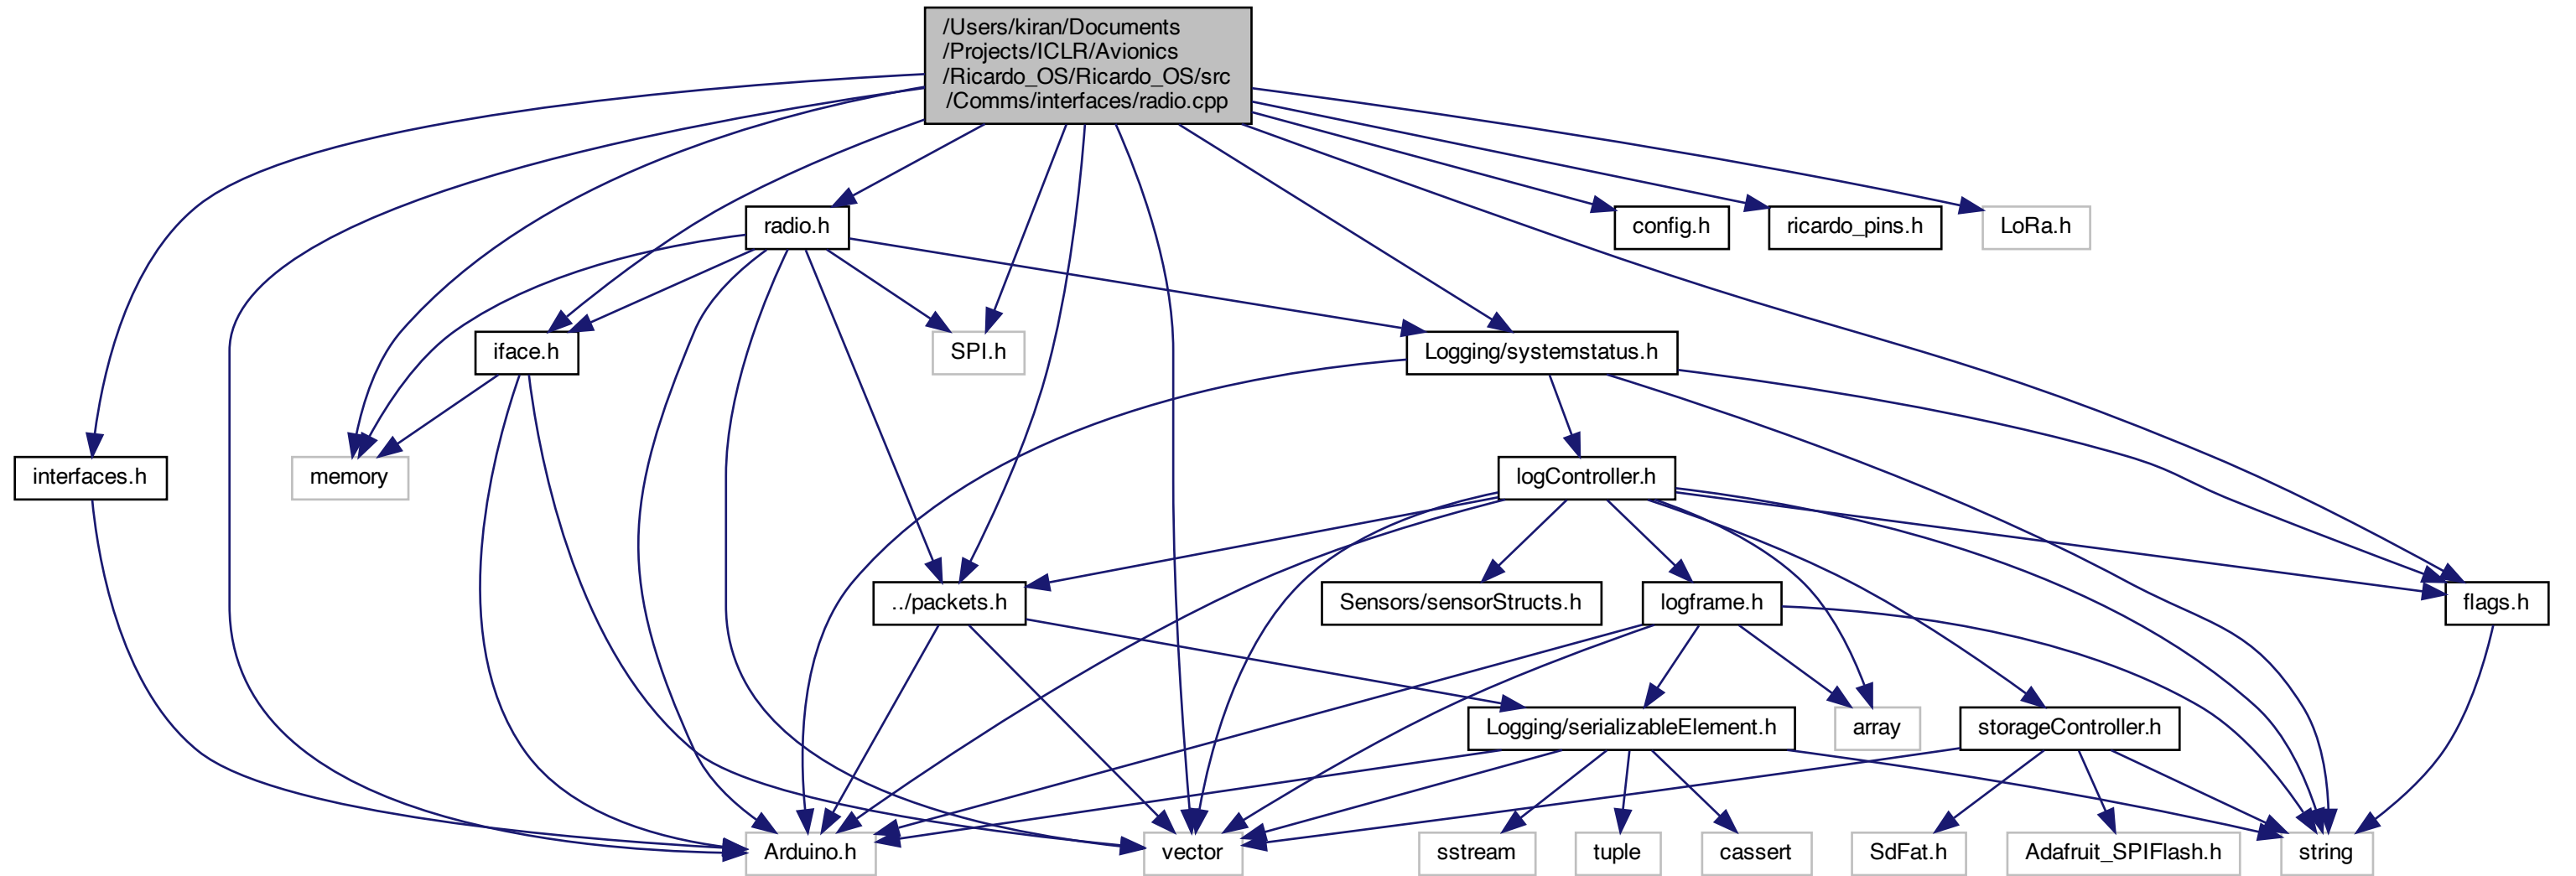 /Users/kiran/Documents
/Projects/ICLR/Avionics
/Ricardo_OS/Ricardo_OS/src
/Comms/interfaces/radio.cpp
radio.h
config.h
ricardo_pins.h
LoRa.h
iface.h
SPI.h
Logging/systemstatus.h
interfaces.h
memory
logController.h
../packets.h
Sensors/sensorStructs.h
logframe.h
flags.h
Logging/serializableElement.h
array
storageController.h
Arduino.h
vector
sstream
tuple
cassert
SdFat.h
Adafruit_SPIFlash.h
string